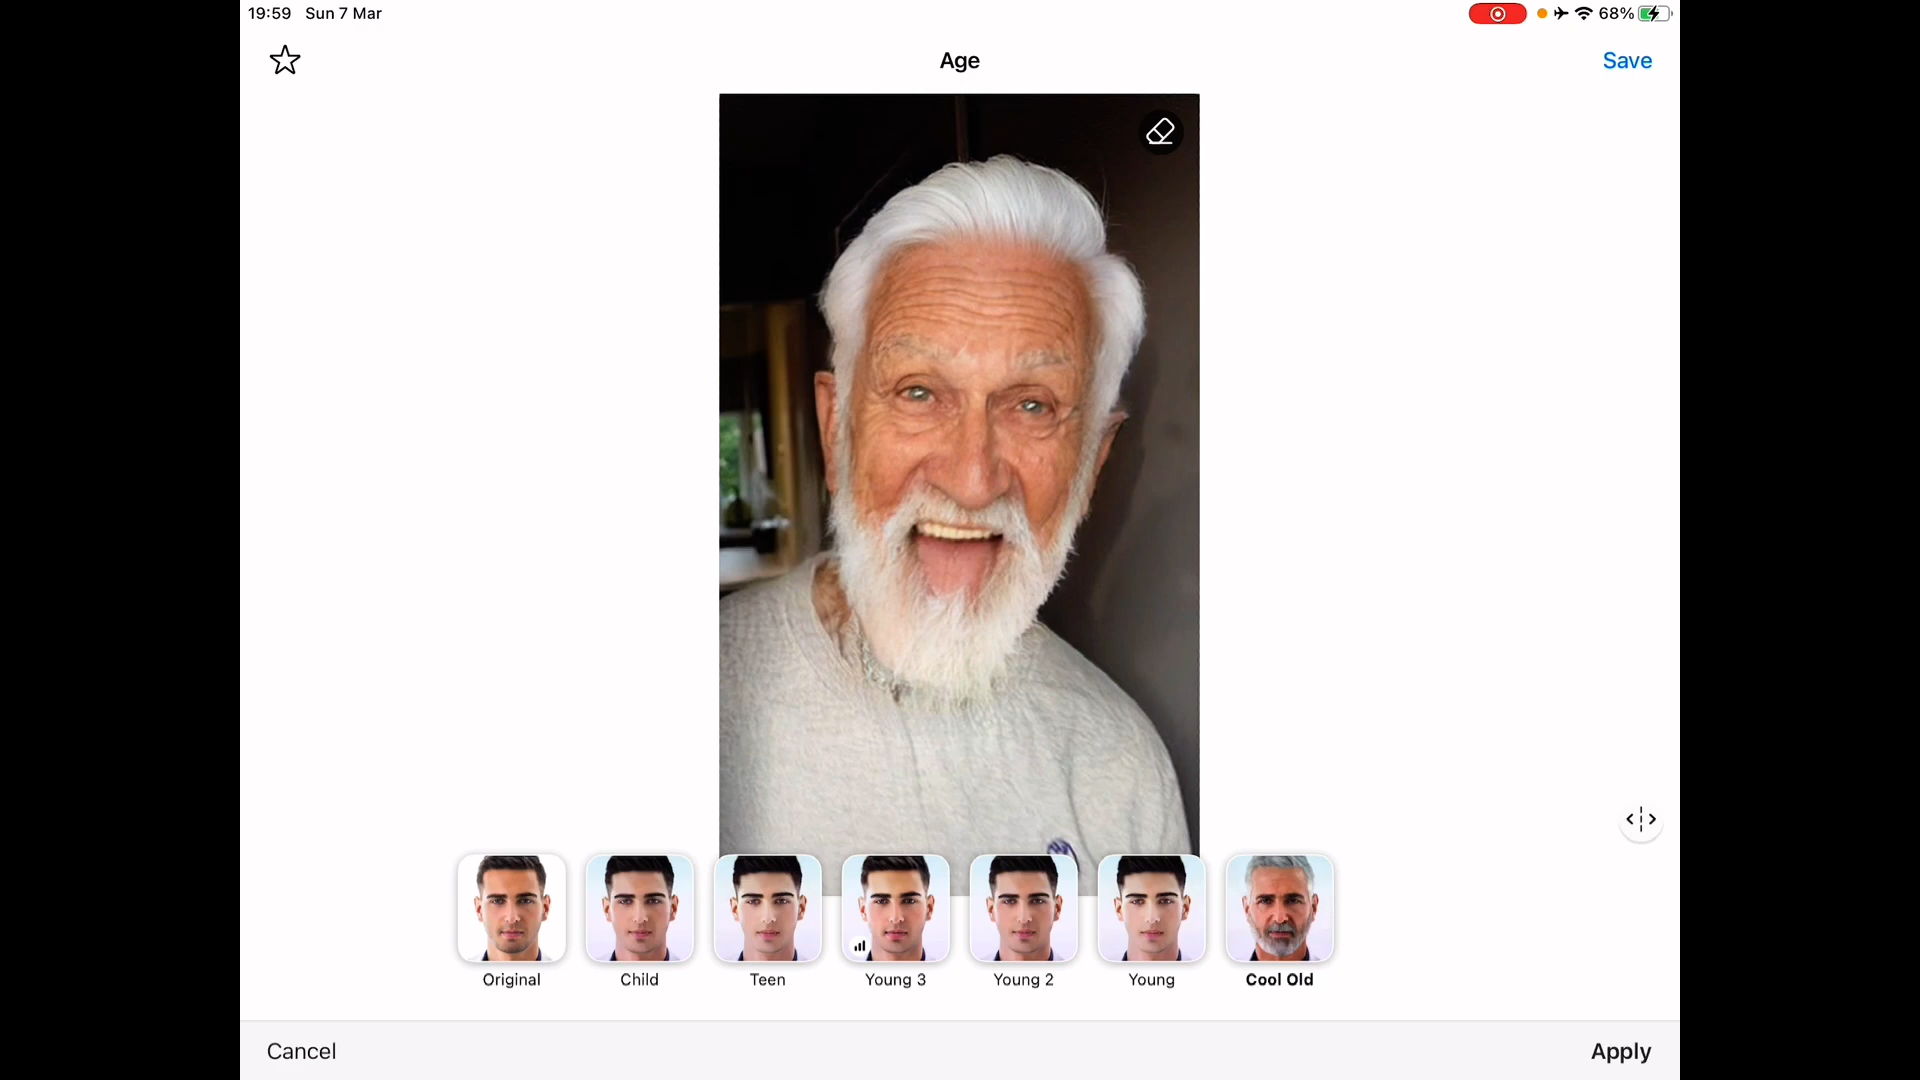 19:59 Sun 7 Mar
68%
Age
Save
Original
Child
Teen
Young 3
Young 2
Young
Cool Old
Cancel
Apply